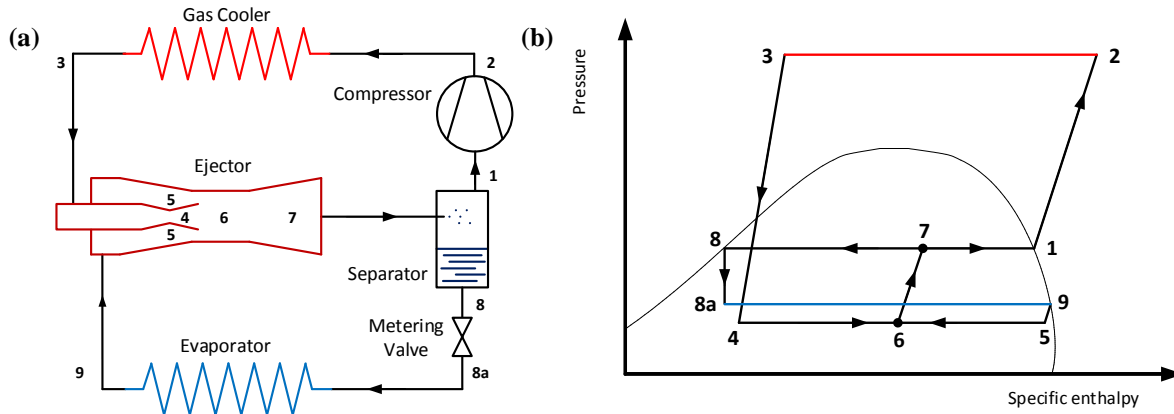 (a)
Gas Cooler
3
2
Compressor
Ejector
1
5
4 6 7
5
Separator
8
Metering
Valve
Evaporator
9
8a
(b)
Pressure
3
2
8
7
1
8a
9
4
6
5
Specific enthalpy